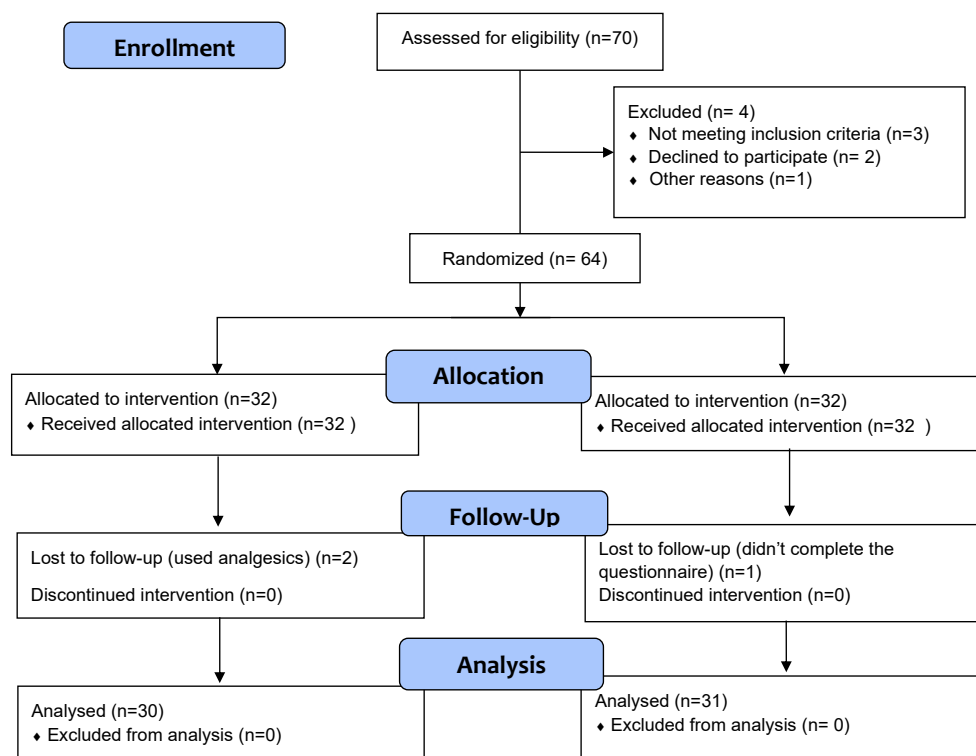 Enrollment
Assessed for eligibility (n=70)
Excluded (n= 4)
♦ Not meeting inclusion criteria (n=3)
♦ Declined to participate (n= 2)
♦ Other reasons (n=1)
Randomized (n= 64)
Allocation
Allocated to intervention (n=32)
♦ Received allocated intervention (n=32 )
Allocated to intervention (n=32)
♦ Received allocated intervention (n=32 )
Follow-Up
Lost to follow-up (used analgesics) (n=2)
Discontinued intervention (n=0)
Lost to follow-up (didn’t complete the
questionnaire) (n=1)
Discontinued intervention (n=0)
Analysis
Analysed (n=30)
♦ Excluded from analysis (n=0)
Analysed (n=31)
♦ Excluded from analysis (n= 0)